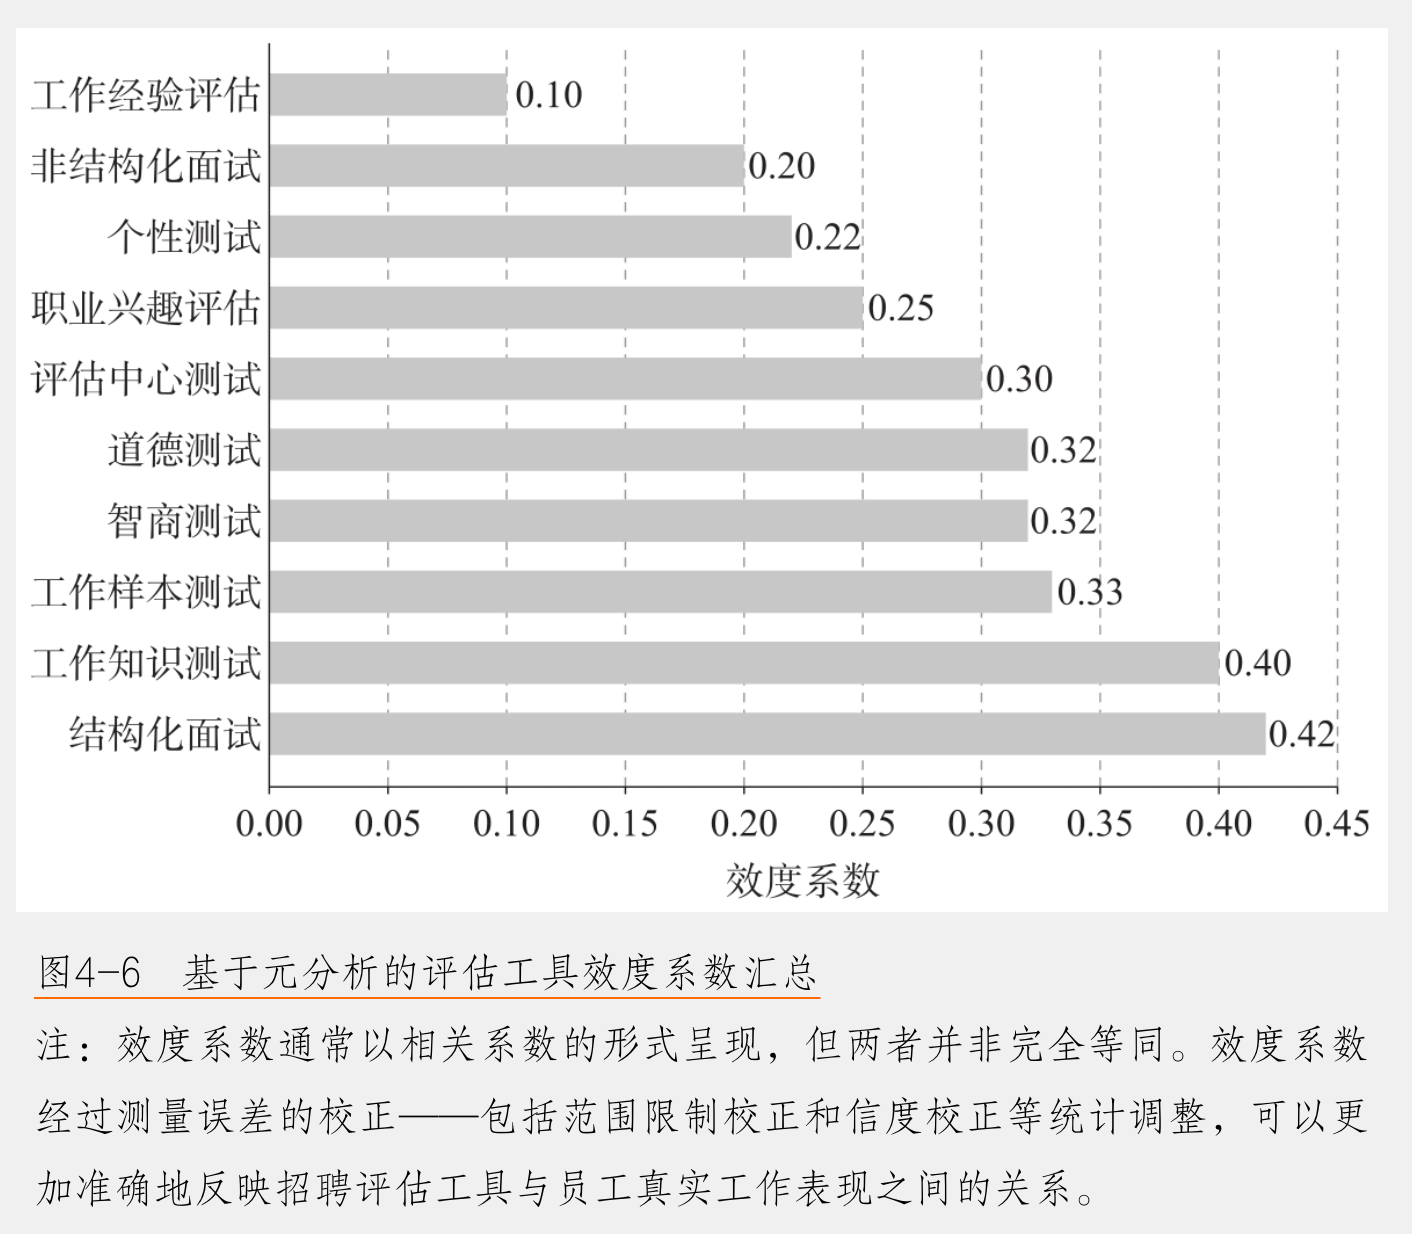 工作经验评估 0.10
非结构化面试 0.20
个性测试 0.22
职业兴趣评估 0.25
评估中心测试 0.30
道德测试 0.32
智商测试 0.32
工作样本测试 0.33
工作知识测试 0.40
结构化面试 0.42
0.00 0.05 0.10 0.15 0.20 0.25 0.30 0.35 0.40 0.45
效度系数
图4-6 基于元分析的评估工具效度系数汇总
注：效度系数通常以相关系数的形式呈现，但两者并非完全等同。效度系数
经过测量误差的校正——包括范围限制校正和信度校正等统计调整，可以更
加准确地反映招聘评估工具与员工真实工作表现之间的关系。